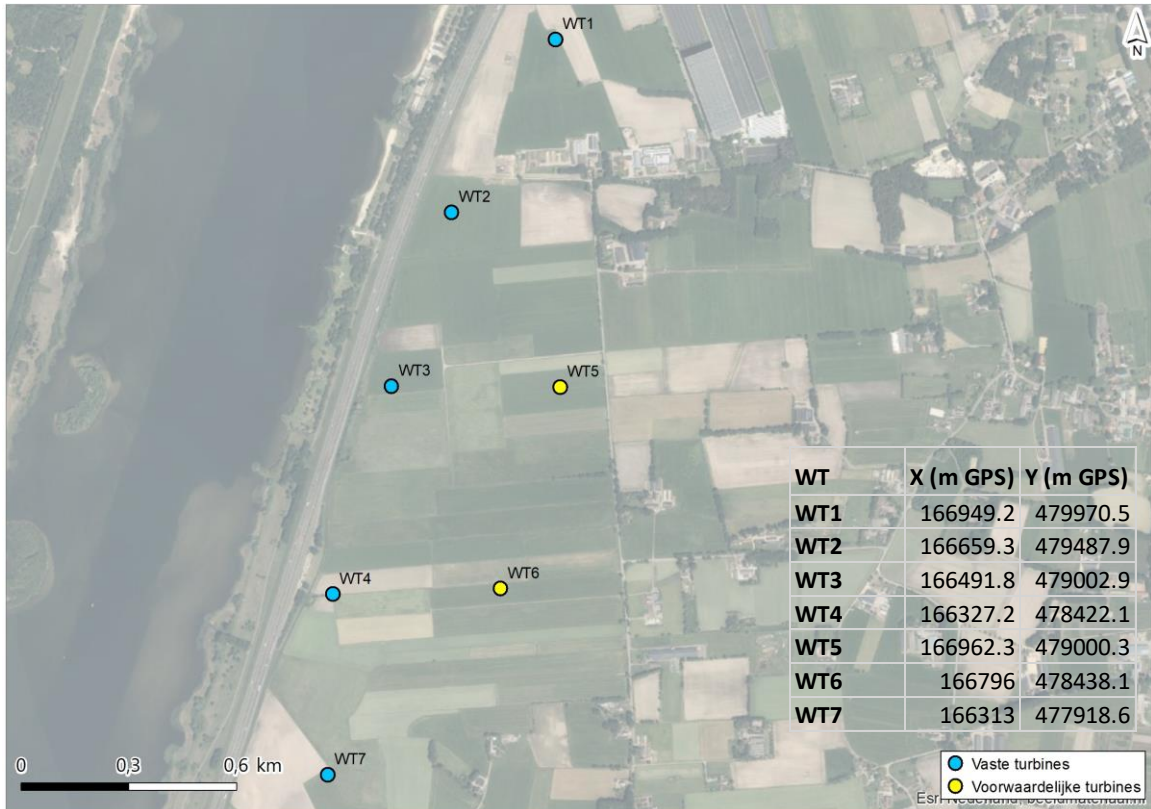 WT1
N
WT2
WT3
WT5
WT X (m GPS) Y (m GPS)
WT1 166949.2 479970.5
WT2 166659.3 479487.9
WT3 166491.8 479002.9
WT4 166327.2 478422.1
WT5 166962.3 479000.3
WT6 166796 478438.1
WT7 166313 477918.6
WT4
WT6
WT7
0 0,3 0,6 km
Vaste turbines
Voorwaardelijke turbines
Esri Nederland,